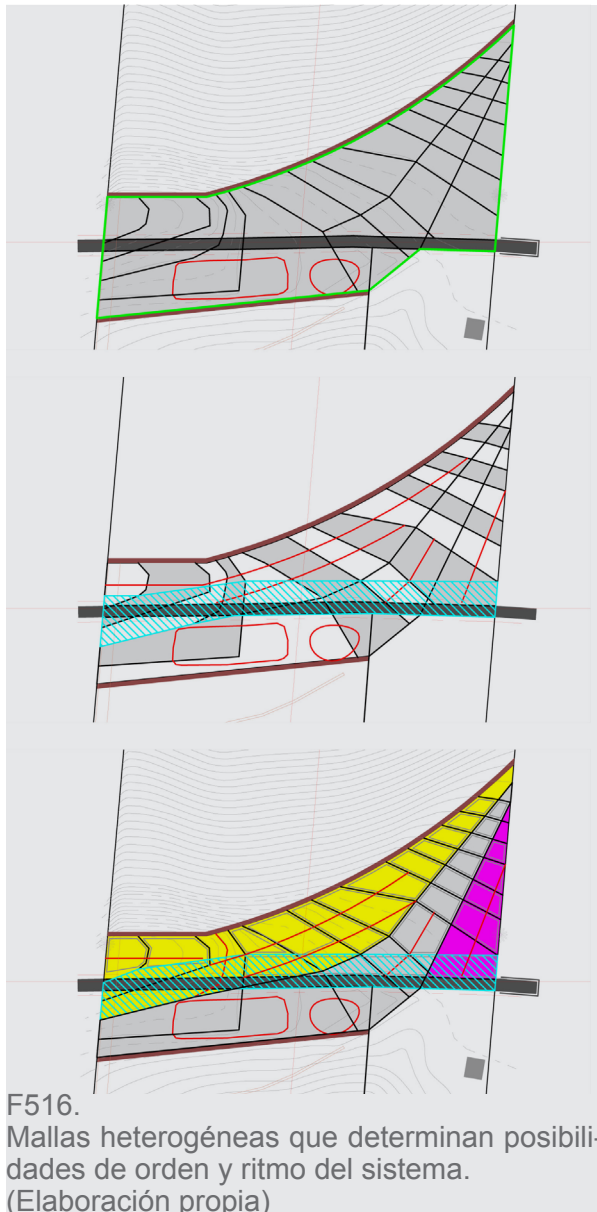 F516.
Mallas heterogéneas que determinan posibili-
dades de orden y ritmo del sistema.
(Elaboración propia)